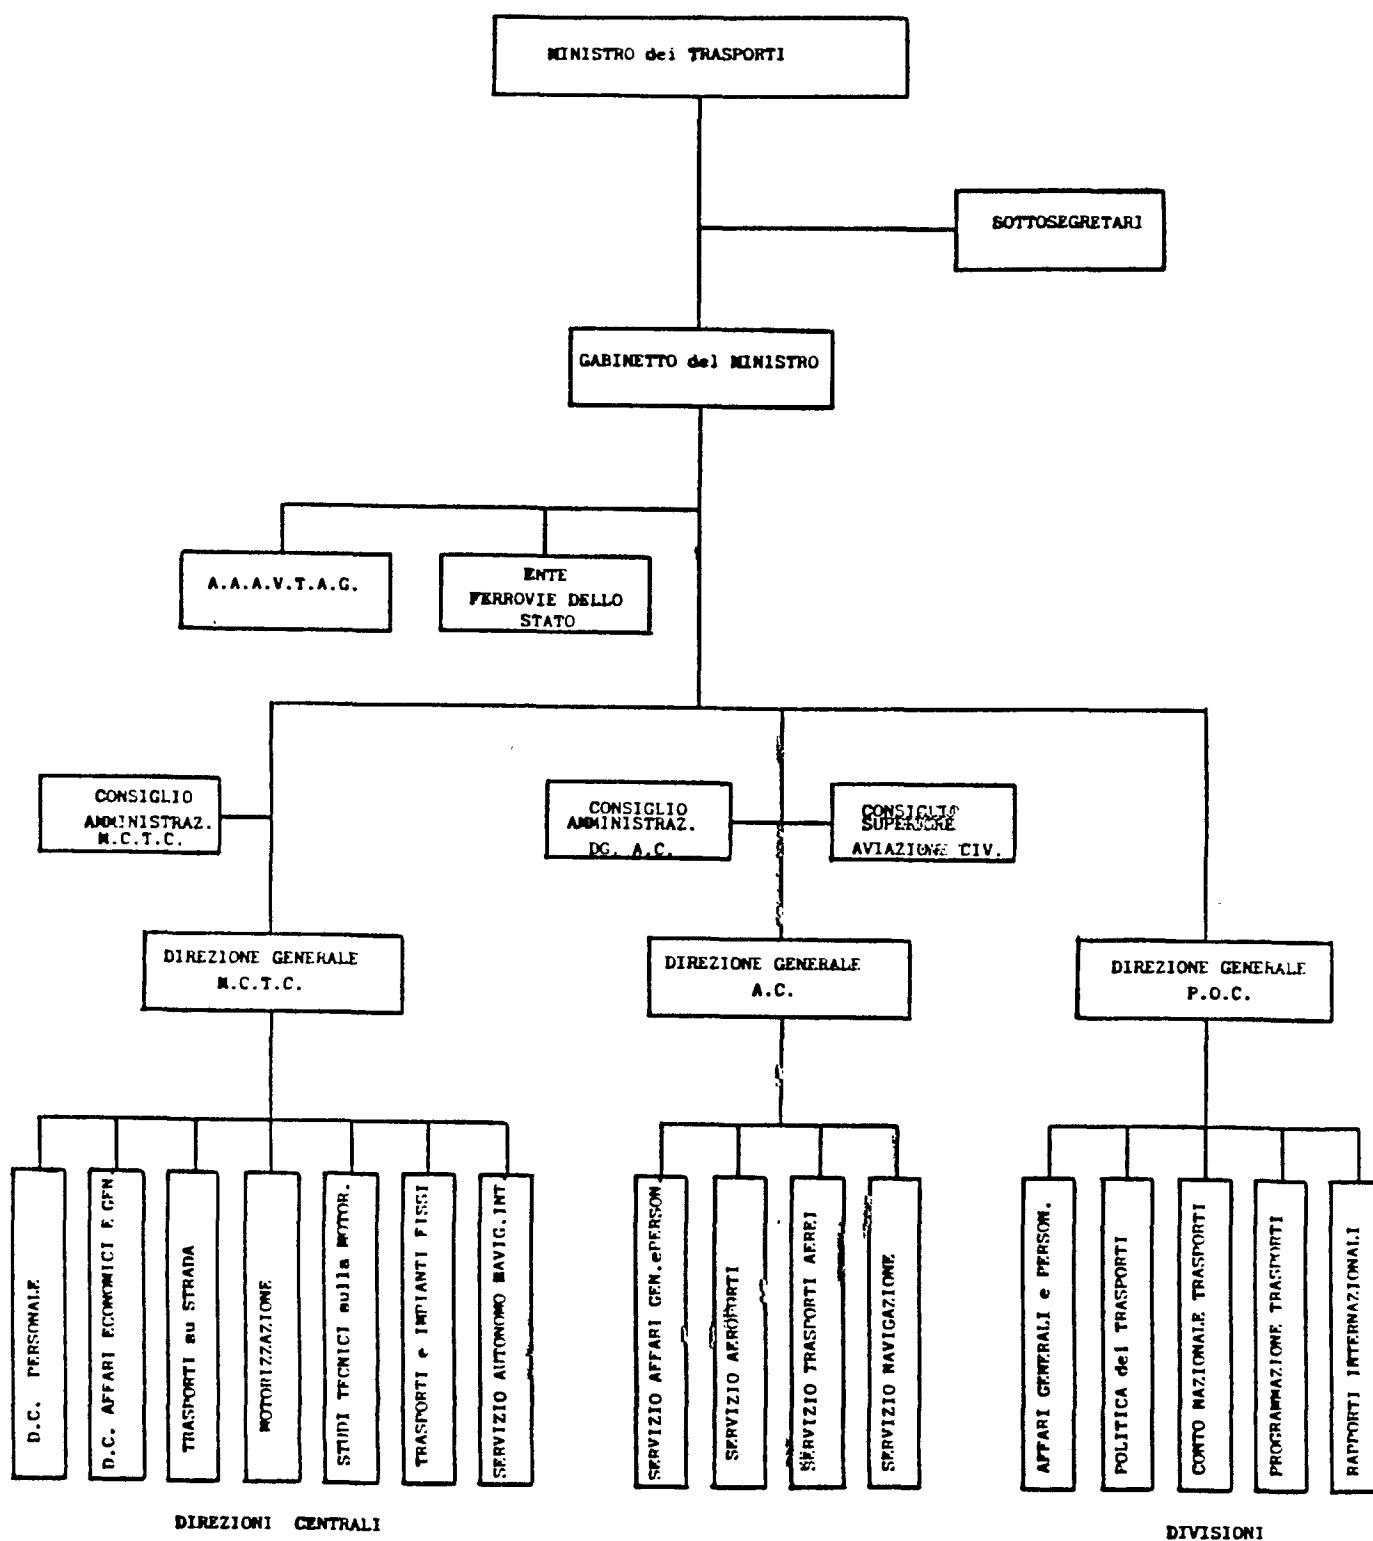 MINISTRO dei TRASPORTI
SOTTOSEGRETARI
GABINETTO del MINISTRO
A.A.A.V.T.A.G.
ENTE
FERROVIE DELLO
STATO
CONSIGLIO
AMMINISTRAZ.
M.C.T.C.
CONSIGLIO
AMMINISTRAZ.
DG. A.C.
CONSIGLIO
SUPERIORE
AVIAZIONE CIV.
DIREZIONE GENERALE
M.C.T.C.
DIREZIONE GENERALE
A.C.
DIREZIONE GENERALE
P.O.C.
D.C. PERSONALE
D.C. AFFARI ECONOMICI E GEN
TRASPORTI su STRADA
MOTORIZZAZIONE
STUDI TECNICI sulla MOTOR.
TRASPORTI e IMPIANTI FISSI
SERVIZIO AUTONOMO NAVIG.INT
SERVIZIO AFFARI GEN.ePERSON
SERVIZIO AEROPORTI
SERVIZIO TRASPORTI AEREI
SERVIZIO NAVIGAZIONE
AFFARI GENERALI e PERSON.
POLITICA dei TRASPORTI
CONTO NAZIONALE TRASPORTI
PROGRAMMAZIONE TRASPORTI
RAPPORTI INTERNAZIONALI
DIREZIONI CENTRALI
DIVISIONI